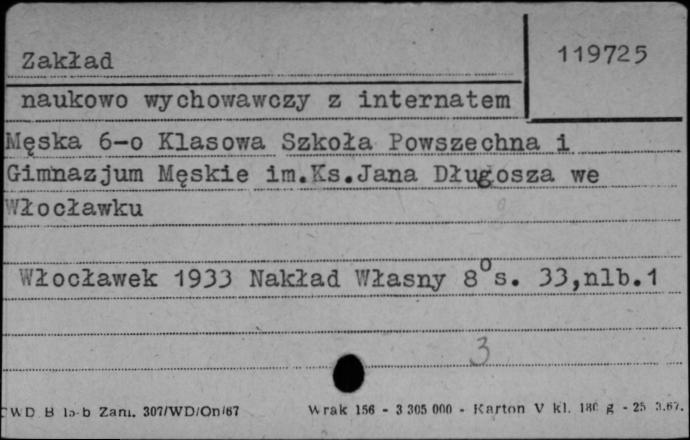 Zakład
119725
naukowo wychowawczy z internatem
Męska 6-o Klasowa Szkoła Powszechna i
Gimnazjum Męskie im.Ks.Jana Długosza we
Włocławku
Włocławek 1933 Nakład Własny 8° s. 33,nlb.1
3
WD B 15-b Zam. 307/WD/On/67 Wrak 156 - 3 305 000 - Karton V kl. 180 g - 25 3.67.